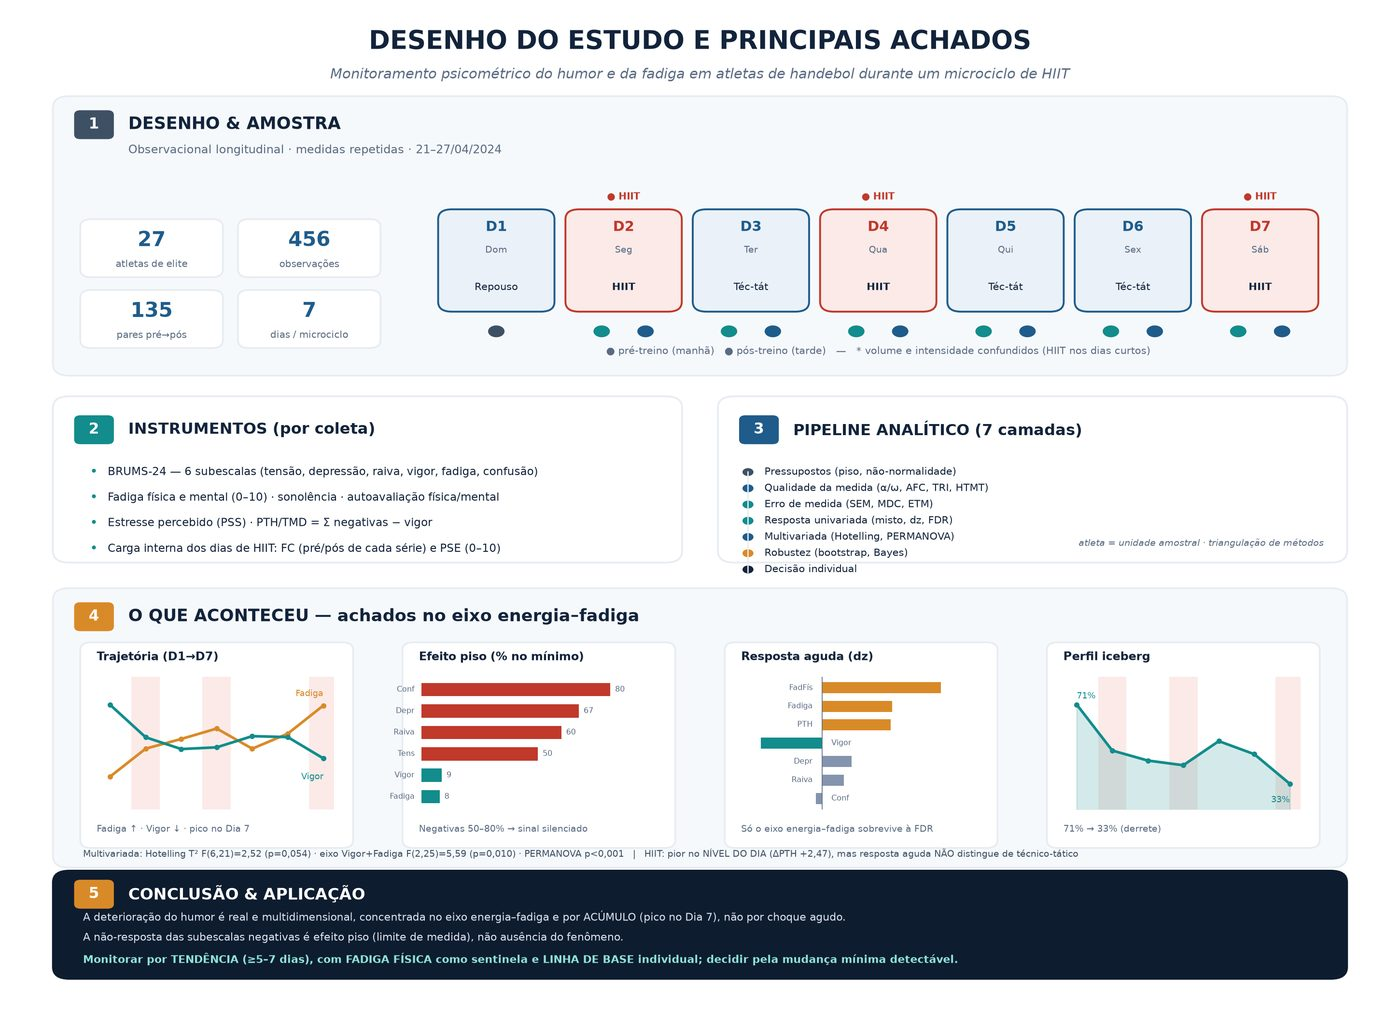 DESENHO DO ESTUDO E PRINCIPAIS ACHADOS
Monitoramento psicométrico do humor e da fadiga em atletas de handebol durante um microciclo de HIIT
1
DESENHO & AMOSTRA
Observacional longitudinal · medidas repetidas · 21–27/04/2024
27
atletas de elite
456
observações
135
pares pré→pós
7
dias / microciclo
● HIIT
● HIIT
● HIIT
D1
Dom
Repouso
D2
Seg
HIIT
D3
Ter
Téc-tát
D4
Qua
HIIT
D5
Qui
Téc-tát
D6
Sex
Téc-tát
D7
Sáb
HIIT
● pré-treino (manhã) ● pós-treino (tarde) — * volume e intensidade confundidos (HIIT nos dias curtos)
2
INSTRUMENTOS (por coleta)
• BRUMS-24 — 6 subescalas (tensão, depressão, raiva, vigor, fadiga, confusão)
• Fadiga física e mental (0–10) · sonolência · autoavaliação física/mental
• Estresse percebido (PSS) · PTH/TMD = Σ negativas − vigor
• Carga interna dos dias de HIIT: FC (pré/pós de cada série) e PSE (0–10)
3
PIPELINE ANALÍTICO (7 camadas)
Pressupostos (piso, não-normalidade)
Qualidade da medida (α/ω, AFC, TRI, HTMT)
Erro de medida (SEM, MDC, ETM)
Resposta univariada (misto, dz, FDR)
Multivariada (Hotelling, PERMANOVA)
Robustez (bootstrap, Bayes)
Decisão individual
atleta = unidade amostral · triangulação de métodos
4
O QUE ACONTECEU — achados no eixo energia–fadiga
Trajetória (D1→D7)
Fadiga
Vigor
Fadiga ↑ · Vigor ↓ · pico no Dia 7
Efeito piso (% no mínimo)
Conf 80
Depr 67
Raiva 60
Tens 50
Vigor 9
Fadiga 8
Negativas 50–80% → sinal silenciado
Resposta aguda (dz)
FadFís
Fadiga
PTH
Vigor
Depr
Raiva
Conf
Só o eixo energia–fadiga sobrevive à FDR
Perfil iceberg
71%
33%
71% → 33% (derrete)
Multivariada: Hotelling T² F(6,21)=2,52 (p=0,054) · eixo Vigor+Fadiga F(2,25)=5,59 (p=0,010) · PERMANOVA p<0,001 | HIIT: pior no NÍVEL DO DIA (ΔPTH +2,47), mas resposta aguda NÃO distingue de técnico-tático
5
CONCLUSÃO & APLICAÇÃO
A deterioração do humor é real e multidimensional, concentrada no eixo energia–fadiga e por ACÚMULO (pico no Dia 7), não por choque agudo.
A não-resposta das subescalas negativas é efeito piso (limite de medida), não ausência do fenômeno.
Monitorar por TENDÊNCIA (≥5–7 dias), com FADIGA FÍSICA como sentinela e LINHA DE BASE individual; decidir pela mudança mínima detectável.